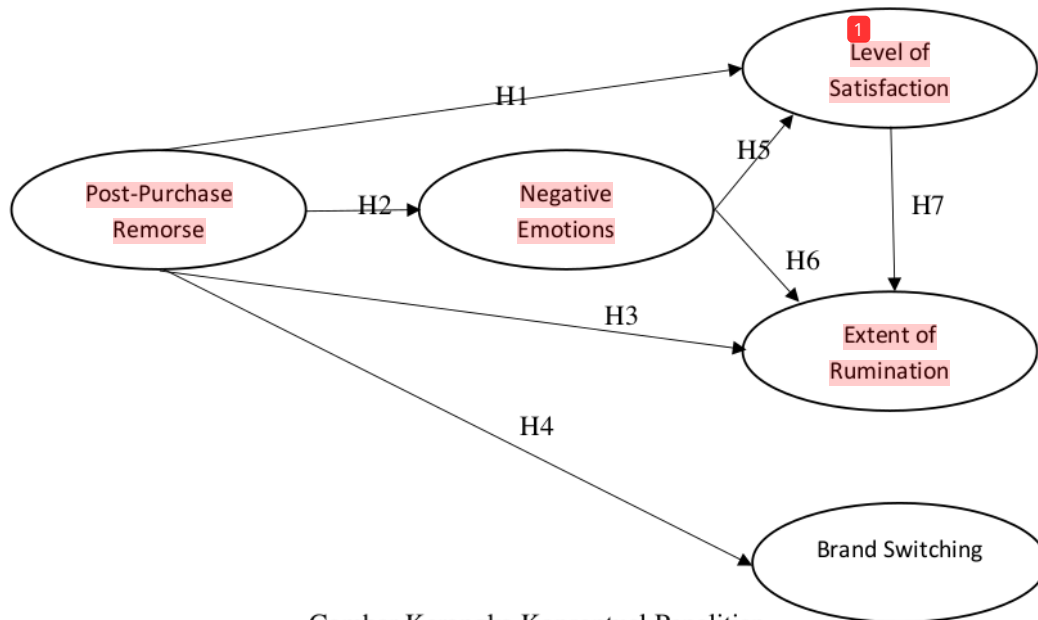 1
Level of
Satisfaction
H1
H5
Post-Purchase
Remorse
H2
Negative
Emotions
H7
H6
H3
Extent of
Rumination
H4
Brand Switching